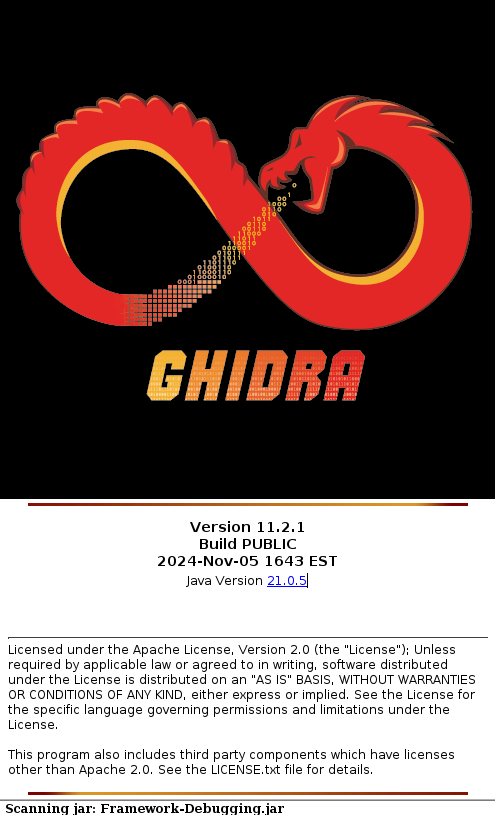 GHIDRA
Version 11.2.1
Build PUBLIC
2024-Nov-05 1643 EST
Java Version 21.0.5
Licensed under the Apache License, Version 2.0 (the "License"); Unless
required by applicable law or agreed to in writing, software distributed
under the License is distributed on an "AS IS" BASIS, WITHOUT WARRANTIES
OR CONDITIONS OF ANY KIND, either express or implied. See the License for
the specific language governing permissions and limitations under the
License.
This program also includes third party components which have licenses
other than Apache 2.0. See the LICENSE.txt file for details.
Scanning jar: Framework-Debugging.jar